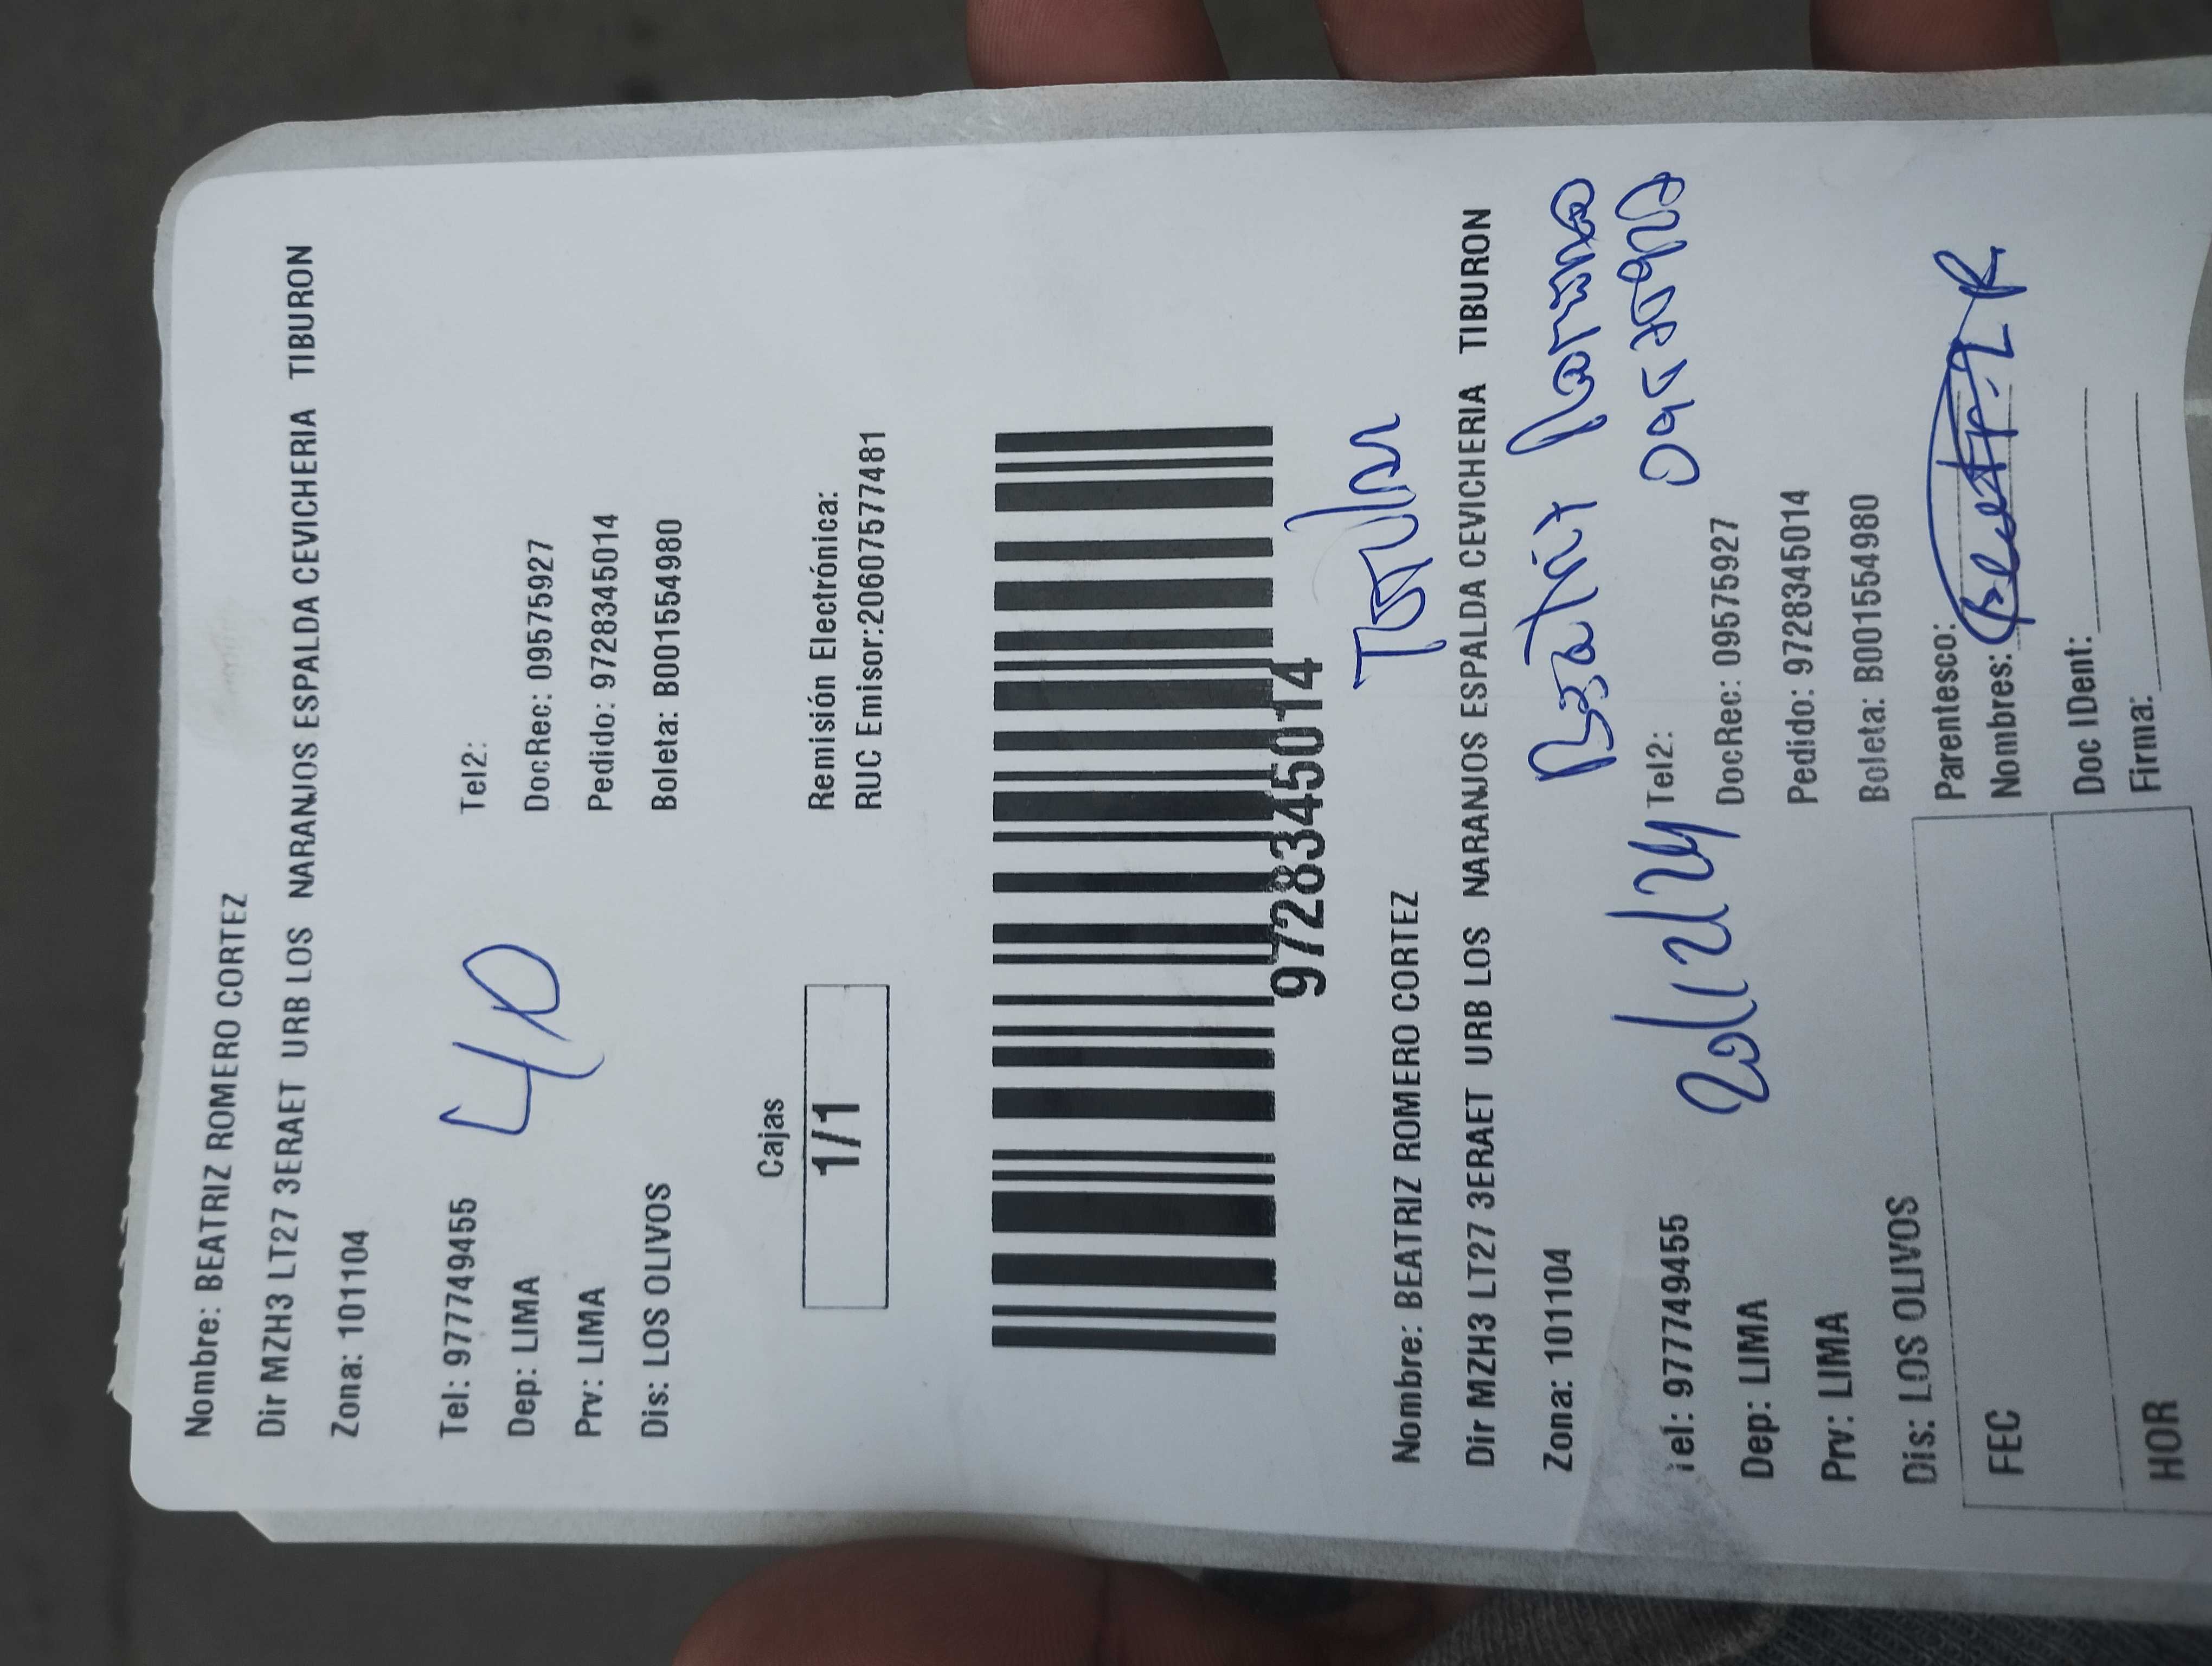 Nombre: BEATRIZ ROMERO CORTEZ
Dir MZH3 LT27 3ERAET URB LOS NARANJOS ESPALDA CEVICHERIA TIBURON
Zona: 101104
Tel: 977749455 Tel2:
40
Dep: LIMA DocRec: 09575927
Prv: LIMA Pedido: 9728345014
Dis: LOS OLIVOS Boleta: B001554980
Cajas
1/1
Remisión Electrónica:
RUC Emisor:20607577481
9728345014
Nombre: BEATRIZ ROMERO CORTEZ
Dir MZH3 LT27 3ERAET URB LOS NARANJOS ESPALDA CEVICHERIA TIBURON
Zona: 101104
Tel: 977749455 Tel2:
Dep: LIMA DocRec: 09575927
Prv: LIMA Pedido: 9728345014
Dis: LOS OLIVOS Boleta: B001554980
FEC
HOR
Parentesco:
Nombres:
Doc IDent:
Firma: